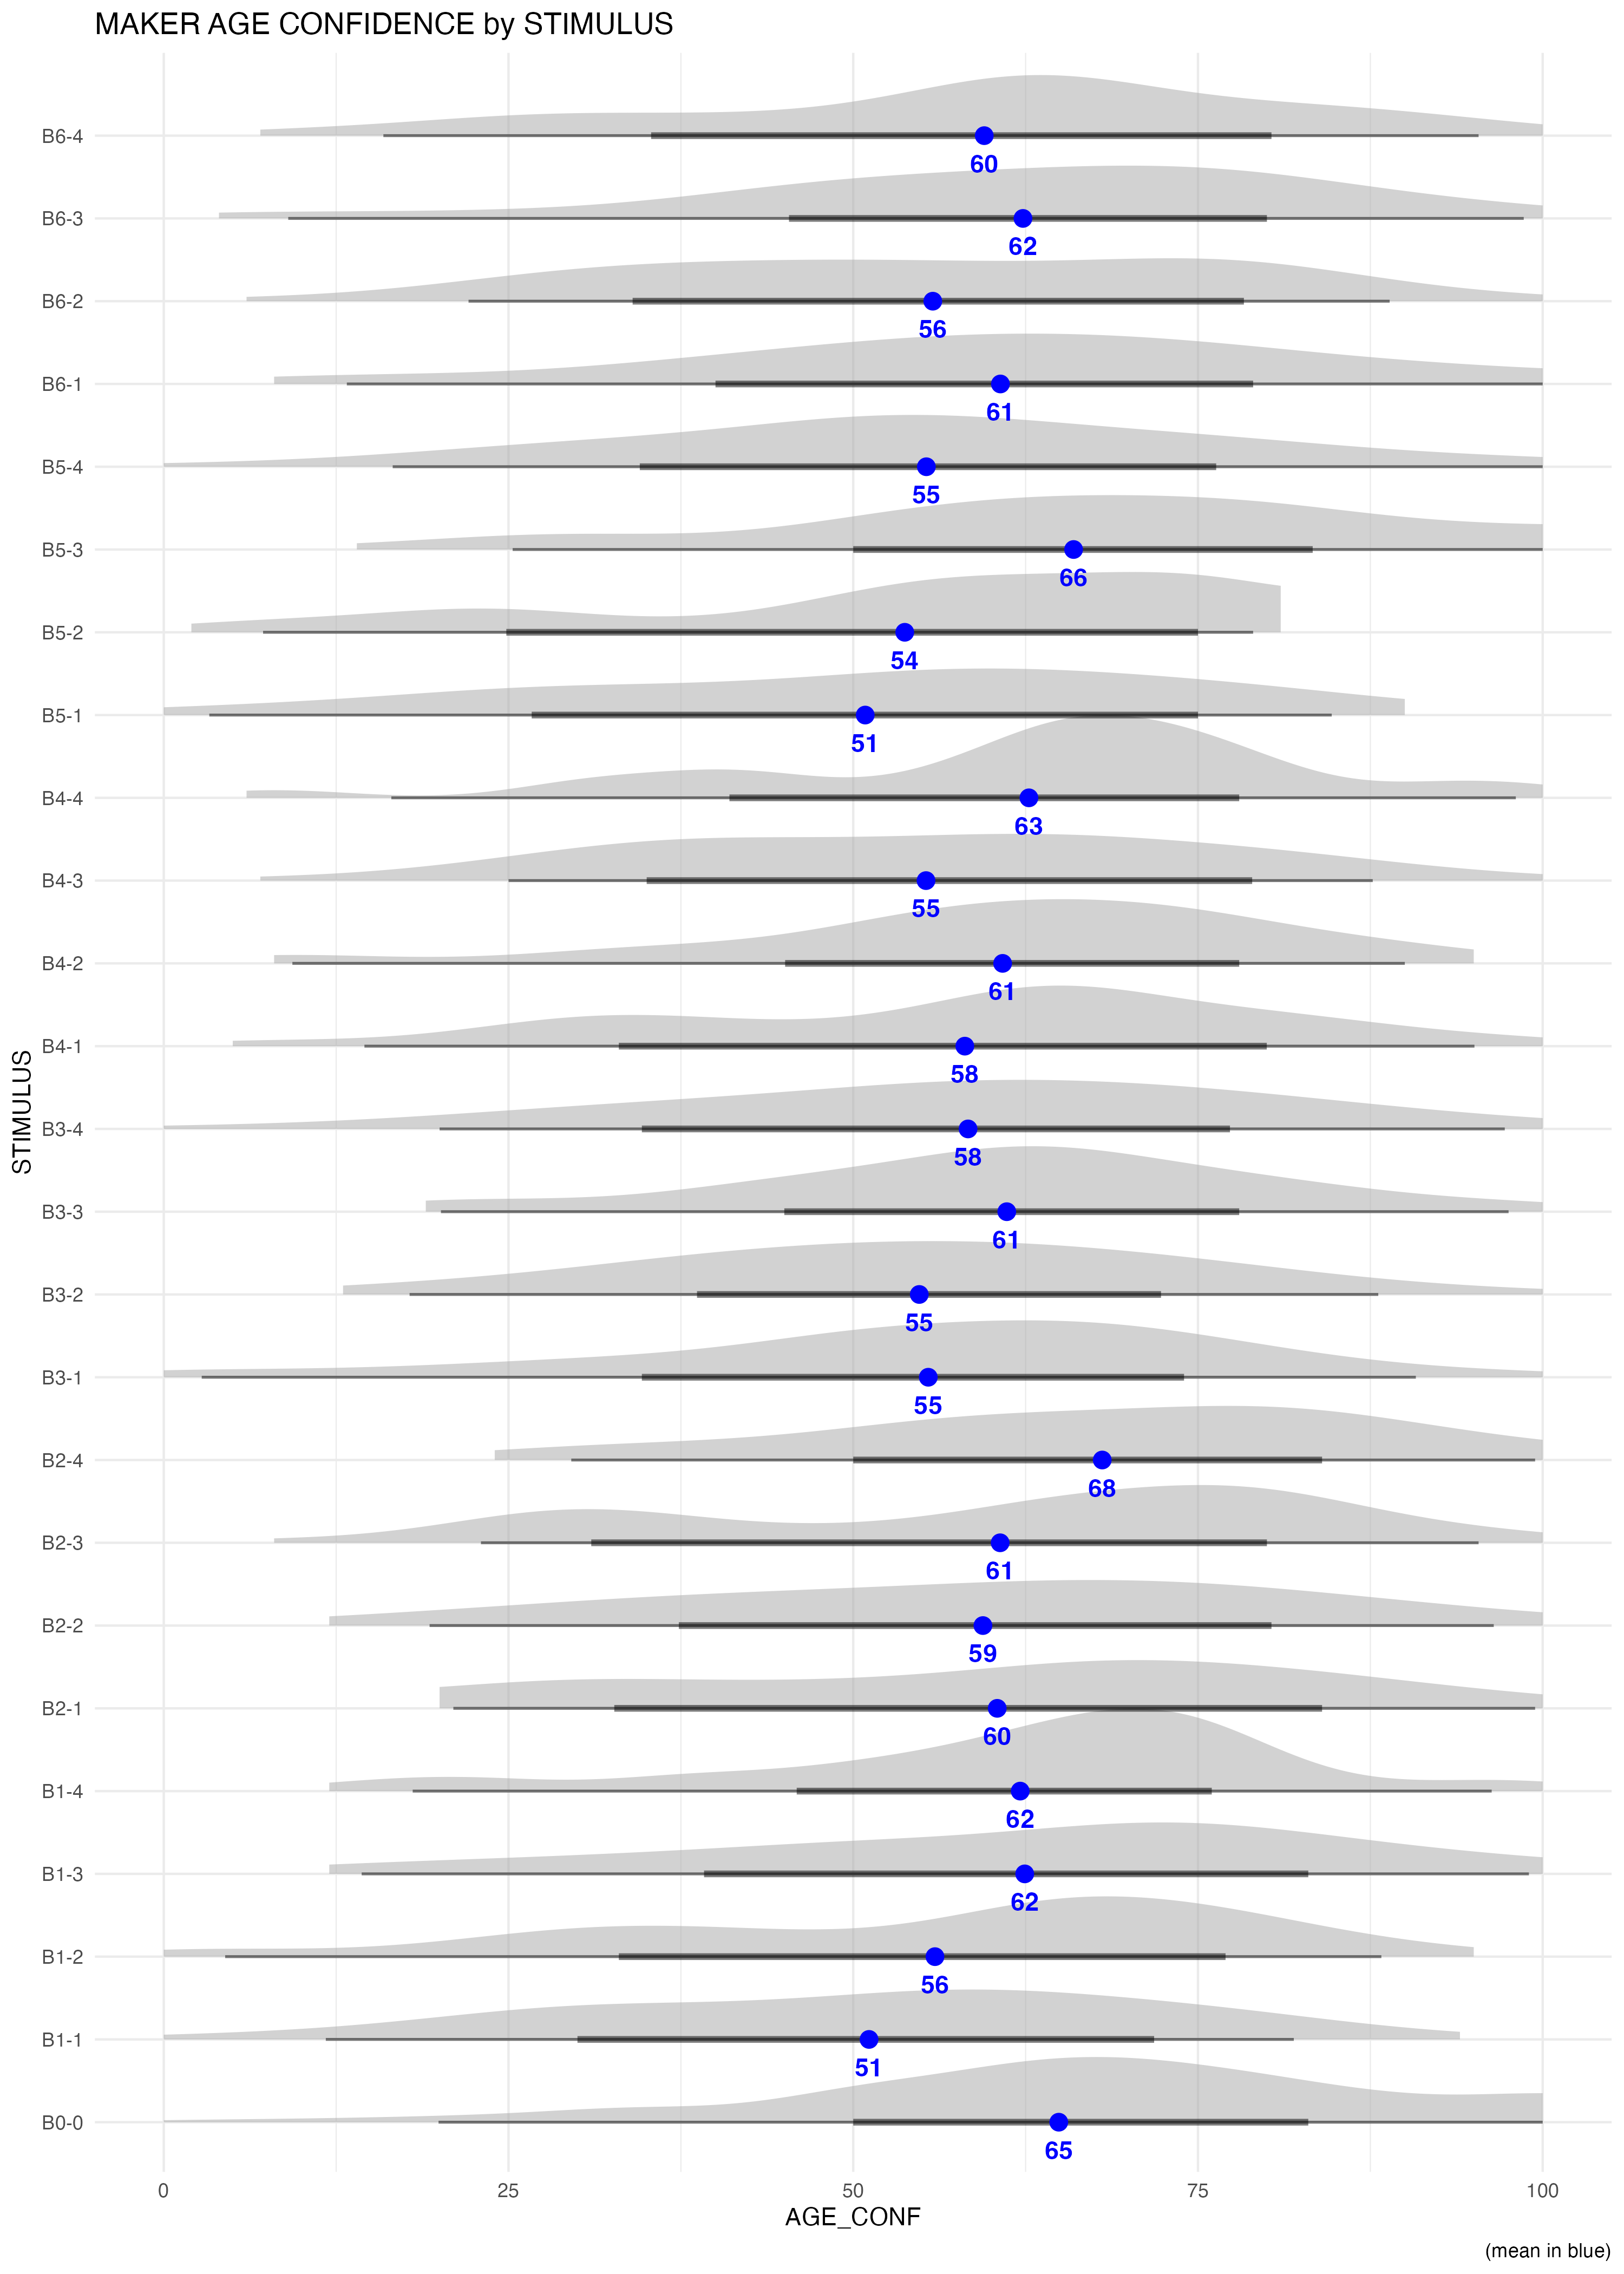 MAKER AGE CONFIDENCE by STIMULUS
B6-4
60
B6-3
62
B6-2
56
B6-1
61
B5-4
55
B5-3
66
B5-2
54
B5-1
51
B4-4
63
B4-3
55
B4-2
61
B4-1
58
STIMULUS
B3-4
58
B3-3
61
B3-2
55
B3-1
55
B2-4
68
B2-3
61
B2-2
59
B2-1
60
B1-4
62
B1-3
62
B1-2
56
B1-1
51
B0-0
65
0 25 50 75 100
AGE_CONF
(mean in blue)